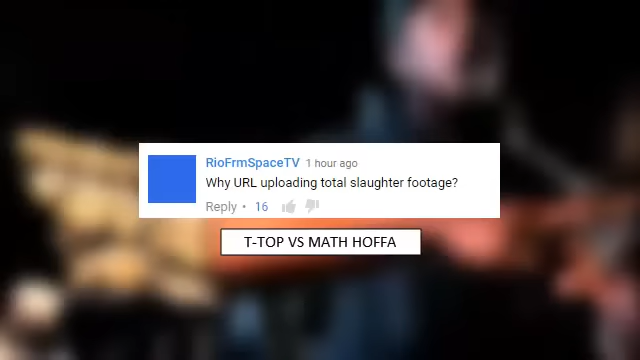 RioFrmSpaceTV 1 hour ago
Why URL uploading total slaughter footage?
Reply • 16
T-TOP VS MATH HOFFA